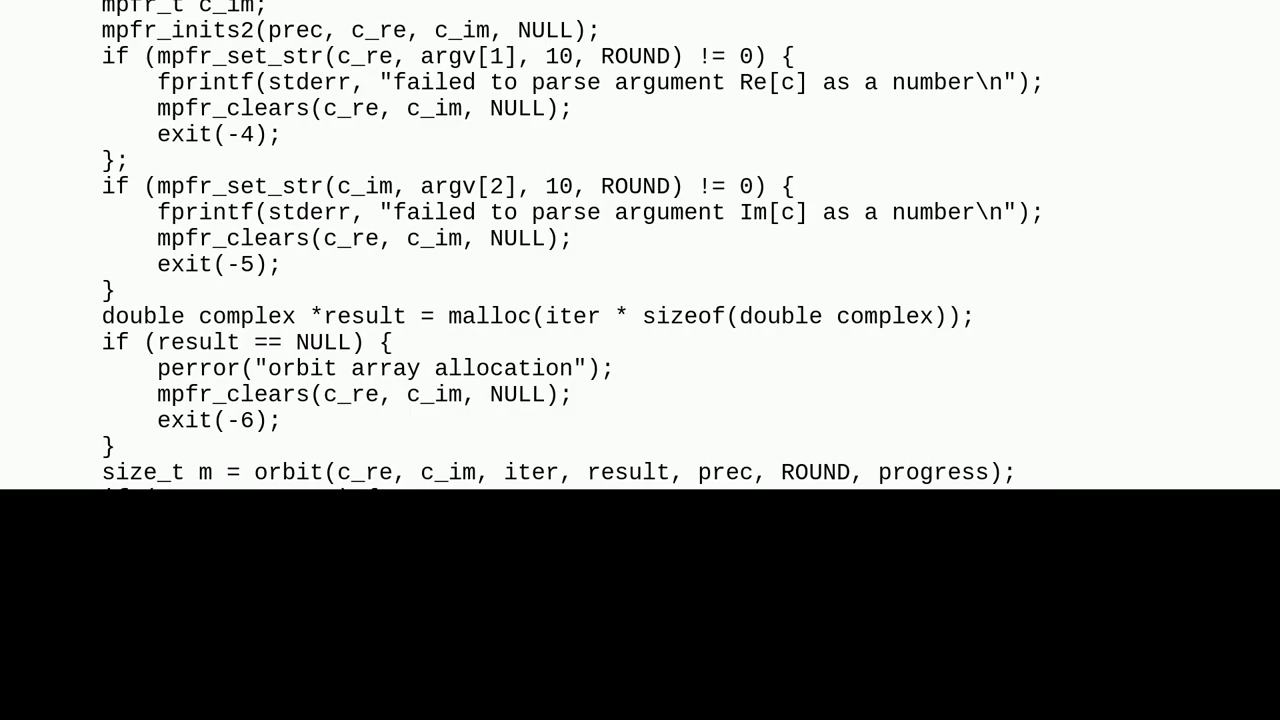 mpfr_t c_im;
mpfr_inits2(prec, c_re, c_im, NULL);
if (mpfr_set_str(c_re, argv[1], 10, ROUND) != 0) {
    fprintf(stderr, "failed to parse argument Re[c] as a number\n");
    mpfr_clears(c_re, c_im, NULL);
    exit(-4);
};
if (mpfr_set_str(c_im, argv[2], 10, ROUND) != 0) {
    fprintf(stderr, "failed to parse argument Im[c] as a number\n");
    mpfr_clears(c_re, c_im, NULL);
    exit(-5);
}
double complex *result = malloc(iter * sizeof(double complex));
if (result == NULL) {
    perror("orbit array allocation");
    mpfr_clears(c_re, c_im, NULL);
    exit(-6);
}
size_t m = orbit(c_re, c_im, iter, result, prec, ROUND, progress);